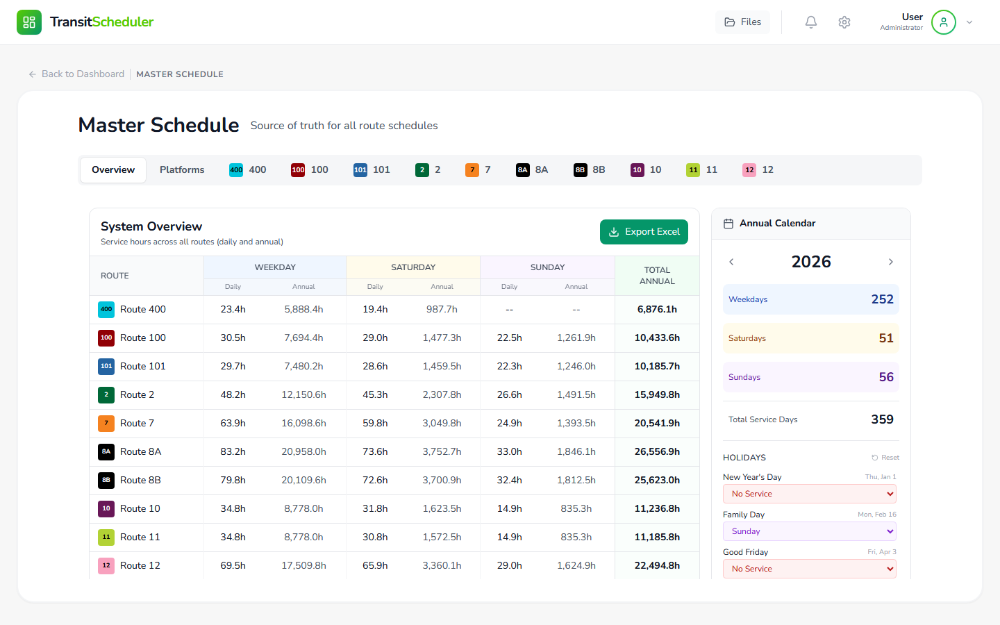 TransitScheduler
Files
User
Administrator
Back to Dashboard
MASTER SCHEDULE
Master Schedule Source of truth for all route schedules
Overview Platforms 400 400 100 100 101 101 2 2 7 7 8A 8A 8B 8B 10 10 11 11 12 12
System Overview
Service hours across all routes (daily and annual)
Export Excel
ROUTE WEEKDAY SATURDAY SUNDAY TOTAL ANNUAL
Daily Annual Daily Annual Daily Annual
400 Route 400 23.4h 5,888.4h 19.4h 987.7h -- -- 6,876.1h
100 Route 100 30.5h 7,694.4h 29.0h 1,477.3h 22.5h 1,261.9h 10,433.6h
101 Route 101 29.7h 7,480.2h 28.6h 1,459.5h 22.3h 1,246.0h 10,185.7h
2 Route 2 48.2h 12,150.6h 45.3h 2,307.8h 26.6h 1,491.5h 15,949.8h
7 Route 7 63.9h 16,098.6h 59.8h 3,049.8h 24.9h 1,393.5h 20,541.9h
8A Route 8A 83.2h 20,958.0h 73.6h 3,752.7h 33.0h 1,846.1h 26,556.9h
8B Route 8B 79.8h 20,109.6h 72.6h 3,700.9h 32.4h 1,812.5h 25,623.0h
10 Route 10 34.8h 8,778.0h 31.8h 1,623.5h 14.9h 835.3h 11,236.8h
11 Route 11 34.8h 8,778.0h 30.8h 1,572.5h 14.9h 835.3h 11,185.8h
12 Route 12 69.5h 17,509.8h 65.9h 3,360.1h 29.0h 1,624.9h 22,494.8h
Annual Calendar
2026
Weekdays 252
Saturdays 51
Sundays 56
Total Service Days 359
HOLIDAYS Reset
New Year's Day Thu, Jan 1
No Service
Family Day Mon, Feb 16
Sunday
Good Friday Fri, Apr 3
No Service